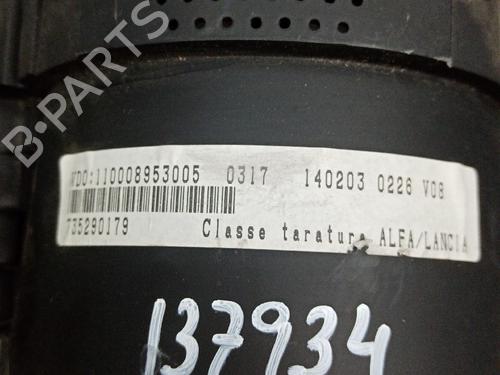 B-PARTS
VDO:110008953005 0317 140203 0226 V08
735290179 Classe taratura ALFA/LANCIA
137934